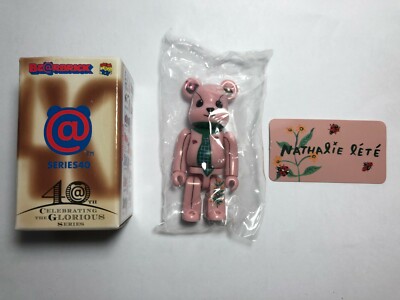 BE@RBRICK
@
SERIES40
40TH
CELEBRATING
THE GLORIOUS
SERIES
NATHALIE LÉTÉ